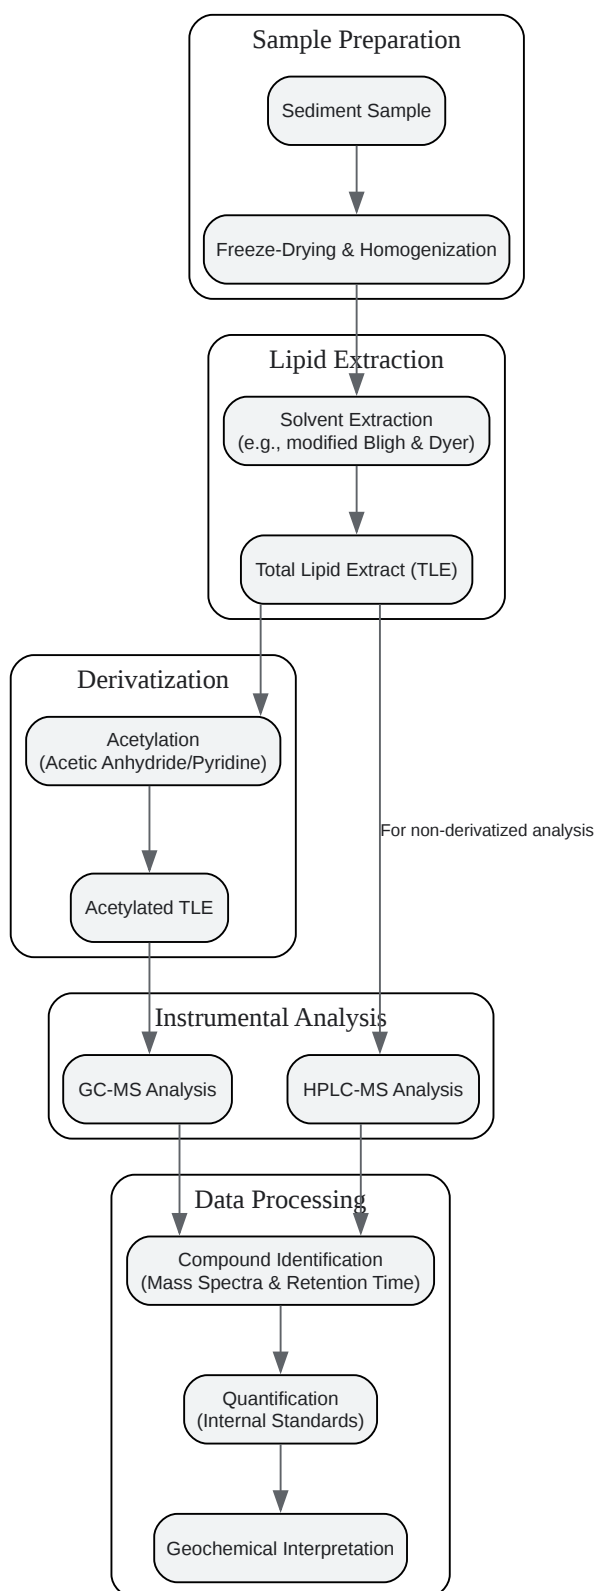 Sample Preparation
Sediment Sample
Freeze-Drying & Homogenization
Lipid Extraction
Solvent Extraction
(e.g., modified Bligh & Dyer)
Total Lipid Extract (TLE)
Derivatization
Acetylation
(Acetic Anhydride/Pyridine)
For non-derivatized analysis
Acetylated TLE
Instrumental Analysis
GC-MS Analysis
HPLC-MS Analysis
Data Processing
Compound Identification
(Mass Spectra & Retention Time)
Quantification
(Internal Standards)
Geochemical Interpretation